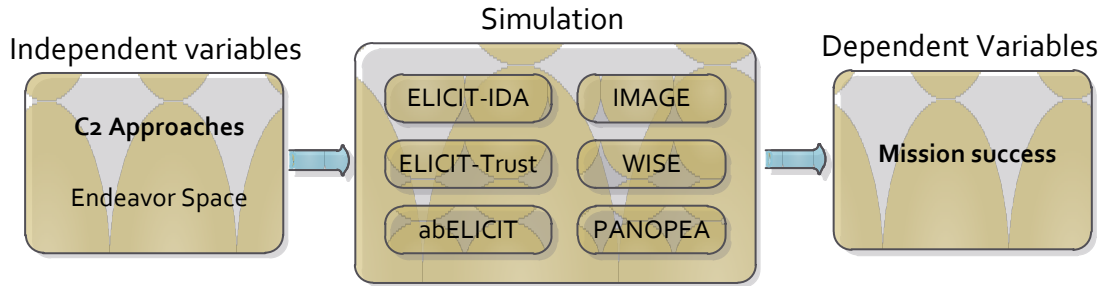 Simulation
Independent variables
Dependent Variables
C2 Approaches
Endeavor Space
ELICIT-IDA
IMAGE
ELICIT-Trust
WISE
abELICIT
PANOPEA
Mission success